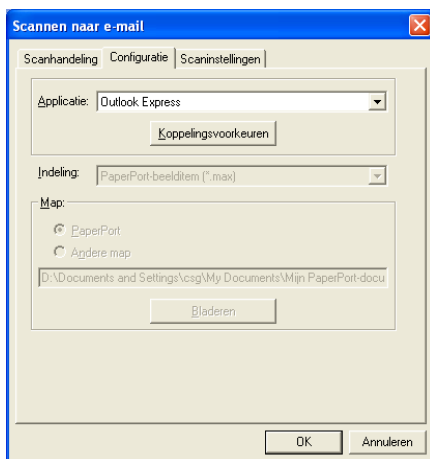 Scannen naar e-mail
Scanhandeling Configuratie Scaninstellingen
Applicatie: Outlook Express
Koppelingsvoorkeuren
Indeling: PaperPort-beelditem (*.max)
Map:
PaperPort
Andere map
D:\Documents and Settings\csg\My Documents\Mijn PaperPort-docu
Bladeren
OK Annuleren